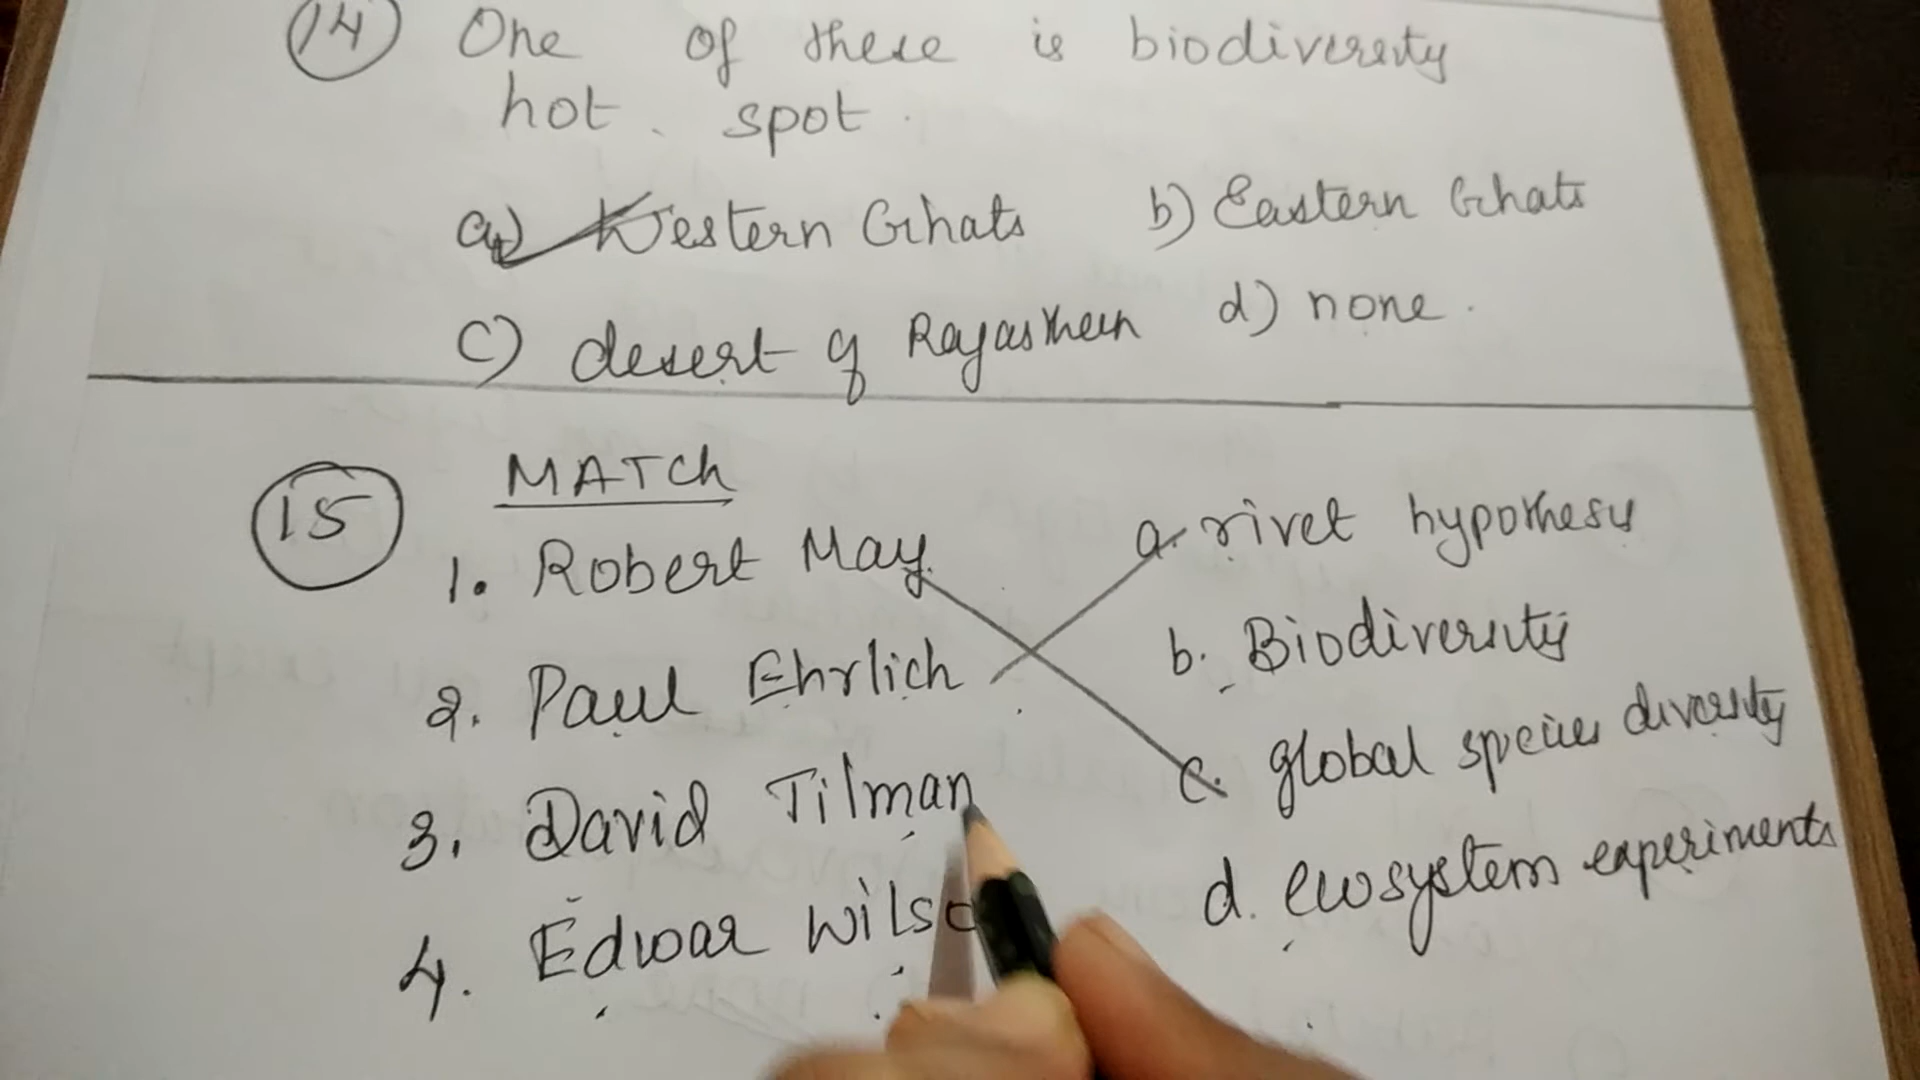 14 One of these is biodiversity
hot spot.
a) Western Ghats b) Eastern Ghats
c) desert of Rajasthan d) none.
15 MATCh
1. Robert May a. rivet hypothesis
2. Paul Ehrlich b. Biodiversity
3. David Tilman c. global species diversity
4. Edwar d. ecosystem experiments